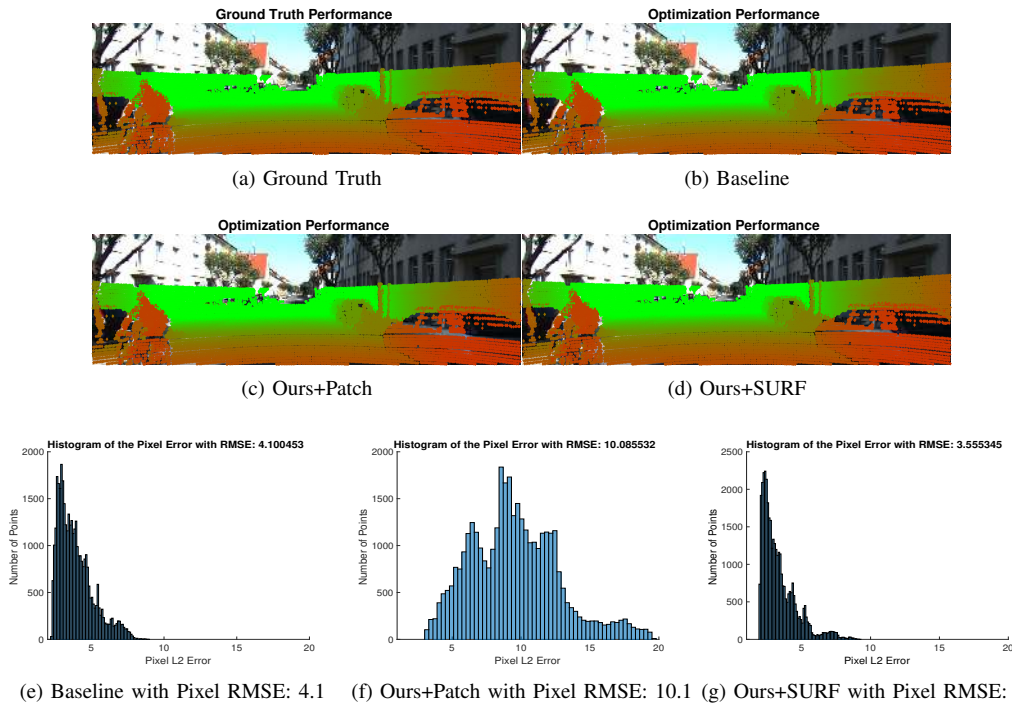 Ground Truth Performance
Optimization Performance
(a) Ground Truth
(b) Baseline
Optimization Performance
Optimization Performance
(c) Ours+Patch
(d) Ours+SURF
Histogram of the Pixel Error with RMSE: 4.100453
2000
1500
1000
500
0
Number of Points
5
10
15
20
Pixel L2 Error
Histogram of the Pixel Error with RMSE: 10.085532
2000
1500
1000
500
0
Number of Points
5
10
15
20
Pixel L2 Error
Histogram of the Pixel Error with RMSE: 3.555345
2500
2000
1500
1000
500
0
Number of Points
5
10
15
20
Pixel L2 Error
(e) Baseline with Pixel RMSE: 4.1
(f) Ours+Patch with Pixel RMSE: 10.1
(g) Ours+SURF with Pixel RMSE: